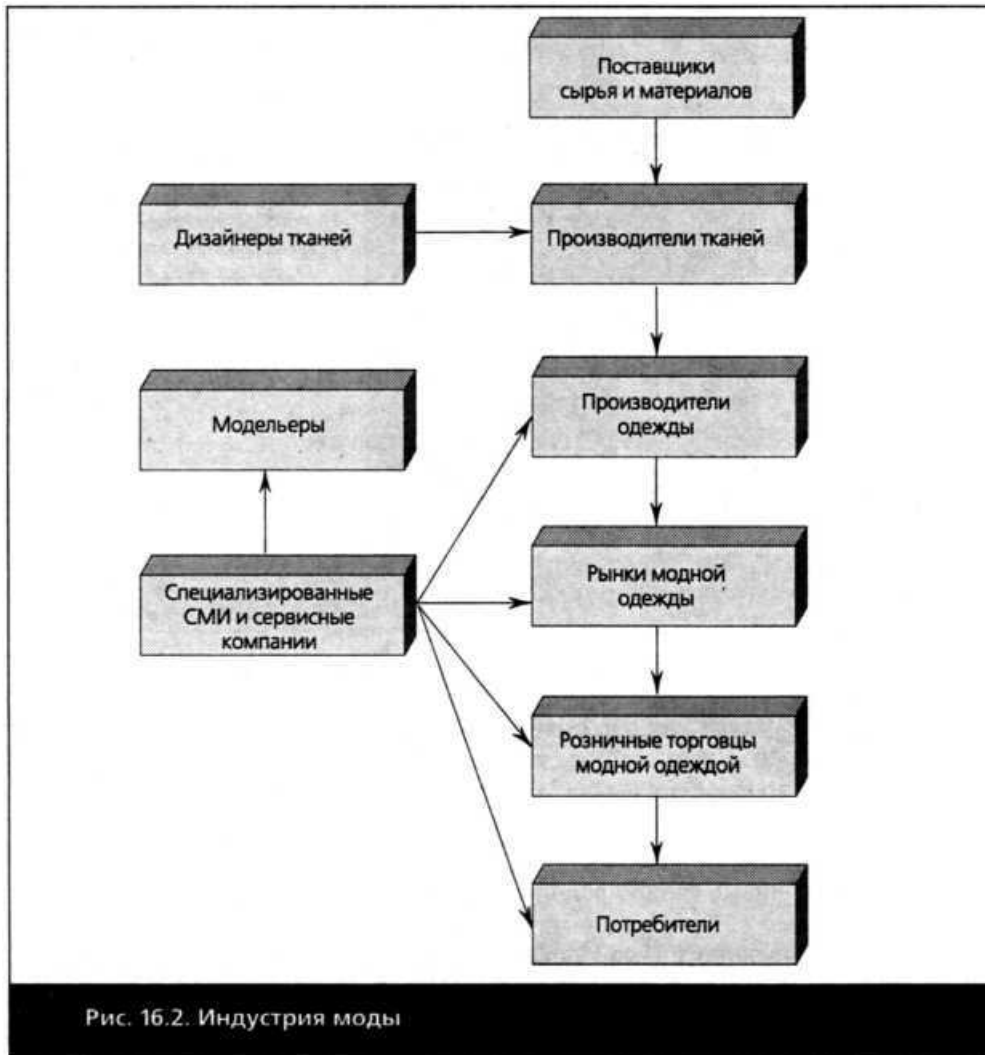 Поставщики
сырья и материалов
Дизайнеры тканей
Производители тканей
Модельеры
Производители
одежды
Специализированные
СМИ и сервисные
компании
Рынки модной
одежды
Розничные торговцы
модной одеждой
Потребители
Рис. 16.2. Индустрия моды